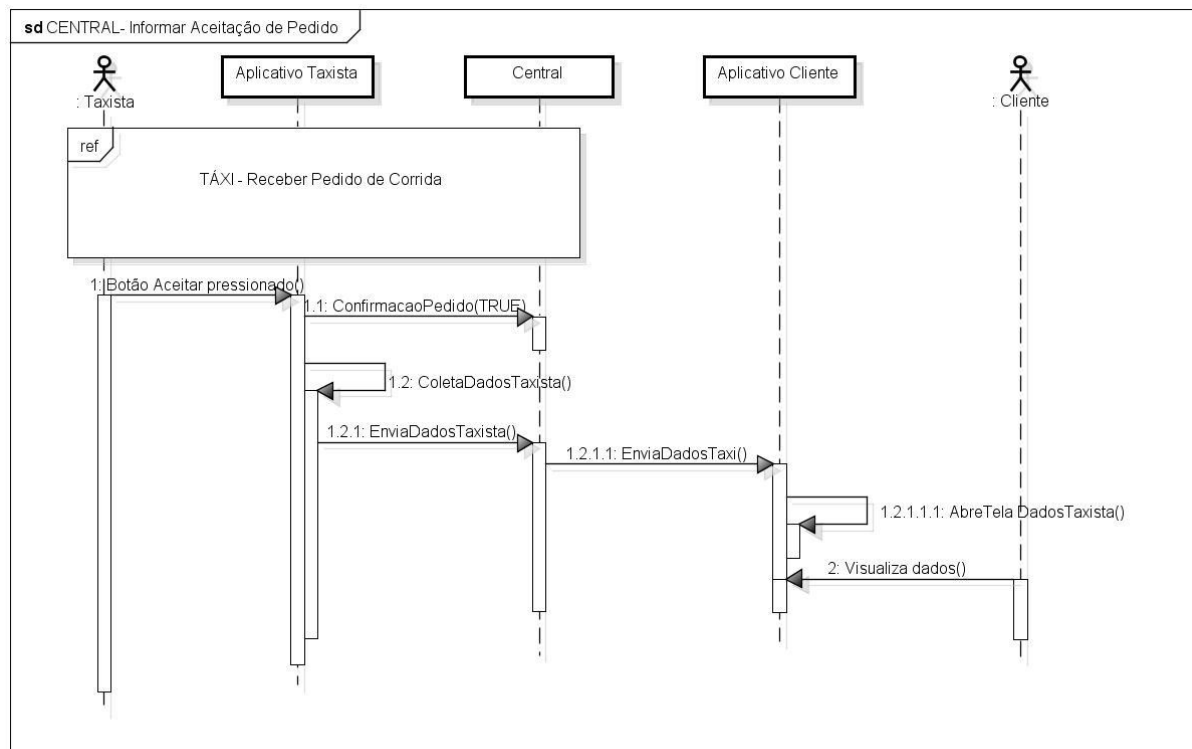 sd CENTRAL- Informar Aceitação de Pedido
: Taxista
Aplicativo Taxista
Central
Aplicativo Cliente
: Cliente
ref
TÁXI - Receber Pedido de Corrida
1: Botão Aceitar pressionado()
1.1: ConfirmacaoPedido(TRUE)
1.2: ColetaDadosTaxista()
1.2.1: EnviaDadosTaxista()
1.2.1.1: EnviaDadosTaxi()
1.2.1.1.1: AbreTela DadosTaxista()
2: Visualiza dados()